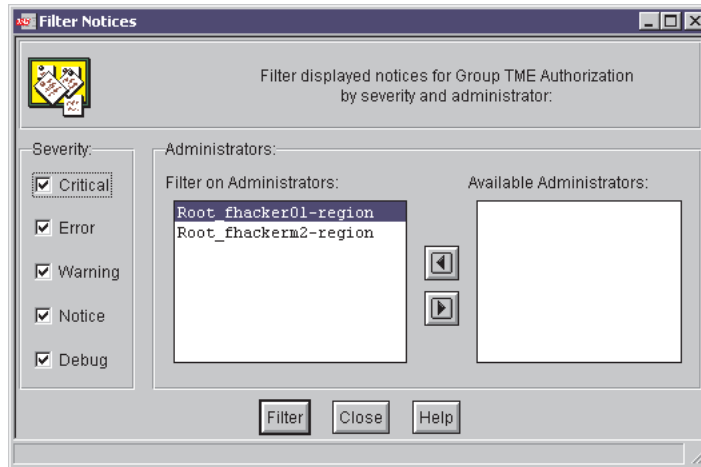 Filter Notices
Filter displayed notices for Group TME Authorization
by severity and administrator:
Severity:
Critical
Error
Warning
Notice
Debug
Administrators:
Filter on Administrators:
Root_fhacker01-region
Root_fhackerm2-region
Available Administrators:
Filter
Close
Help